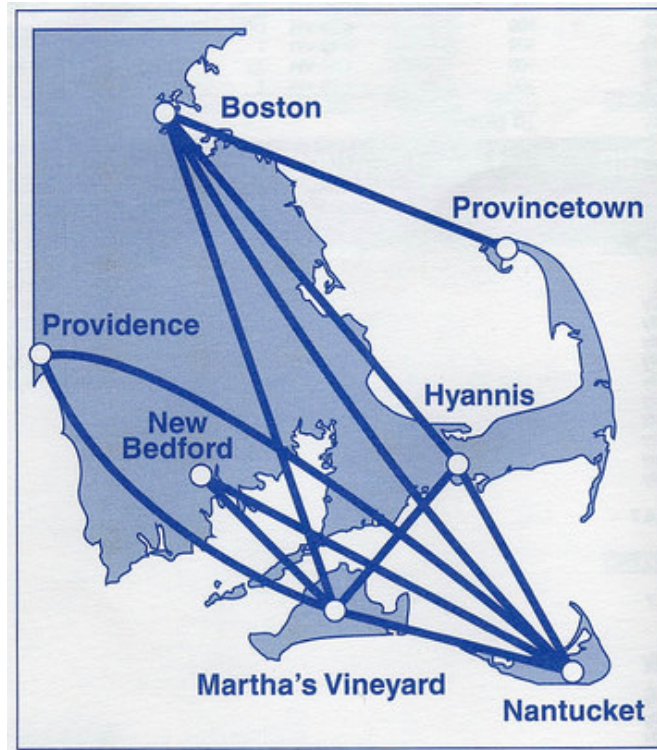 Boston
Provincetown
Providence
Hyannis
New
Bedford
Martha's Vineyard
Nantucket